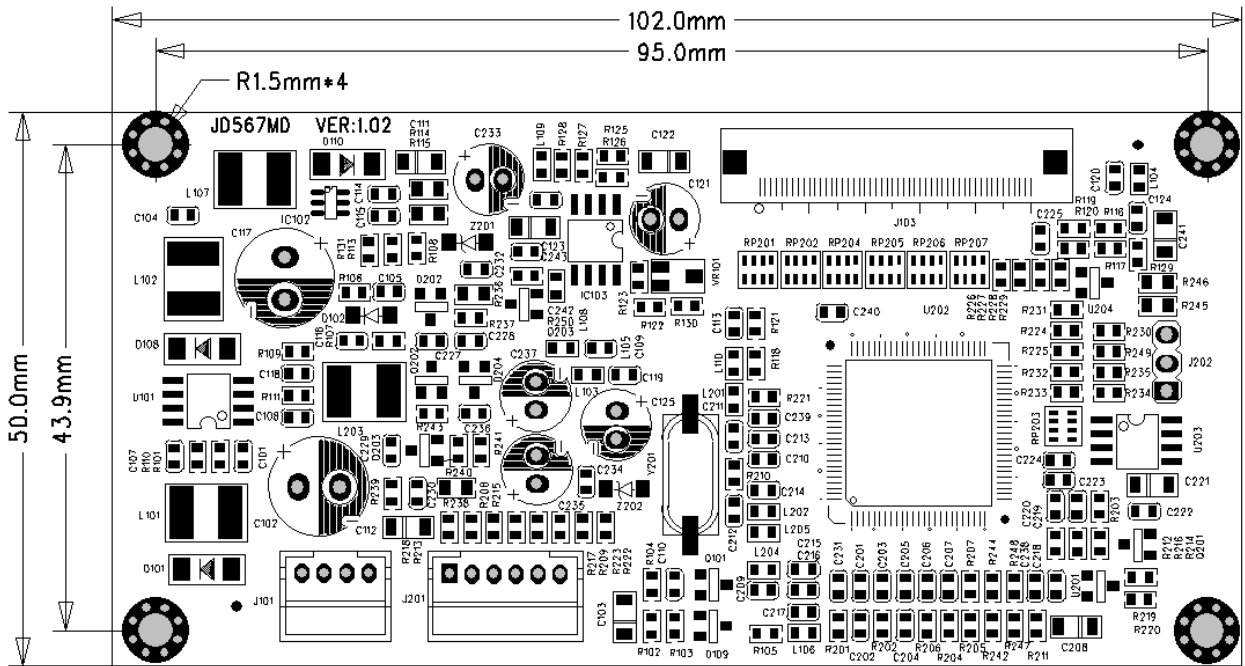 102.0mm
95.0mm
R1.5mm*4
50.0mm
43.9mm
JD567MD VER:1.02
D110
C111
R114
R115
C233
L109
R128
R127
R125
R126
C122
L107
C114
C115
IC102
C104
C117
R131
R113
R108
Z201
C123
C243
C232
C121
J103
C120
L104
R119
R120
R116
C124
C225
C241
R117
R129
L102
R106
C105
D202
R236
IC103
R123
VR101
RP201
RP202
RP204
RP205
RP206
RP207
R226
R227
R228
R229
U204
R246
R245
D102
C116
R107
R237
C228
C242
R250
Q203
L108
R122
R130
C113
R121
C240
U202
R231
R224
R230
D108
R109
C118
R111
C108
U101
Q202
C227
D204
C237
L105
C109
L103
C119
L110
R118
R225
R249
R232
R235
R233
R234
J202
L203
R243
C236
C125
L201
C211
R221
C239
C213
C210
RP203
U203
C107
R110
R101
C101
C229
D203
R241
R240
C234
Y201
R210
C224
C223
C221
L101
C102
R239
C230
R238
R208
R215
C235
Z202
C214
L202
L205
C212
C220
C219
R203
C222
C112
R218
R213
R217
R209
R223
R222
R104
C110
Q101
L204
C215
C216
C231
C201
C203
C205
C206
C207
R207
R244
R248
C238
C218
R212
R216
R214
Q201
U201
D101
J101
J201
C103
C209
C217
R219
R220
R102
R103
D109
R105
L106
R201
C202
R202
C204
R206
R204
R205
R242
R247
R211
C208